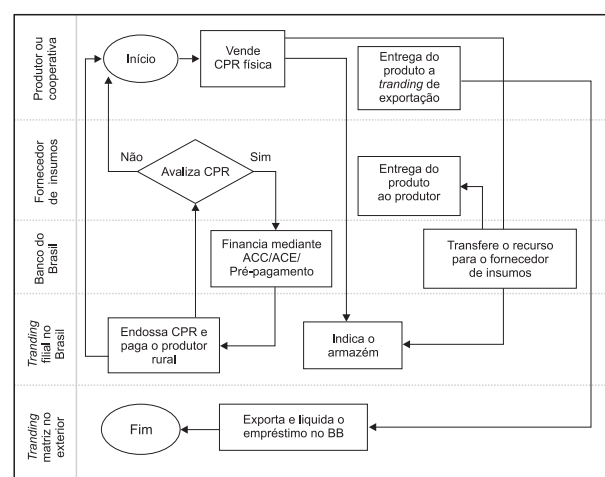 Produtor ou
cooperativa
Início
Vende
CPR física
Entrega do
produto a
tranding de
exportação
Fornecedor
de insumos
Não
Avaliza CPR
Sim
Entrega do
produto
ao produtor
Banco do
Brasil
Financia mediante
ACC/ACE/
Pré-pagamento
Transfere o recurso
para o fornecedor
de insumos
Tranding
filial no
Brasil
Endossa CPR e
paga o produtor
rural
Indica o
armazém
Tranding
matriz no
exterior
Fim
Exporta e liquida o
empréstimo no BB